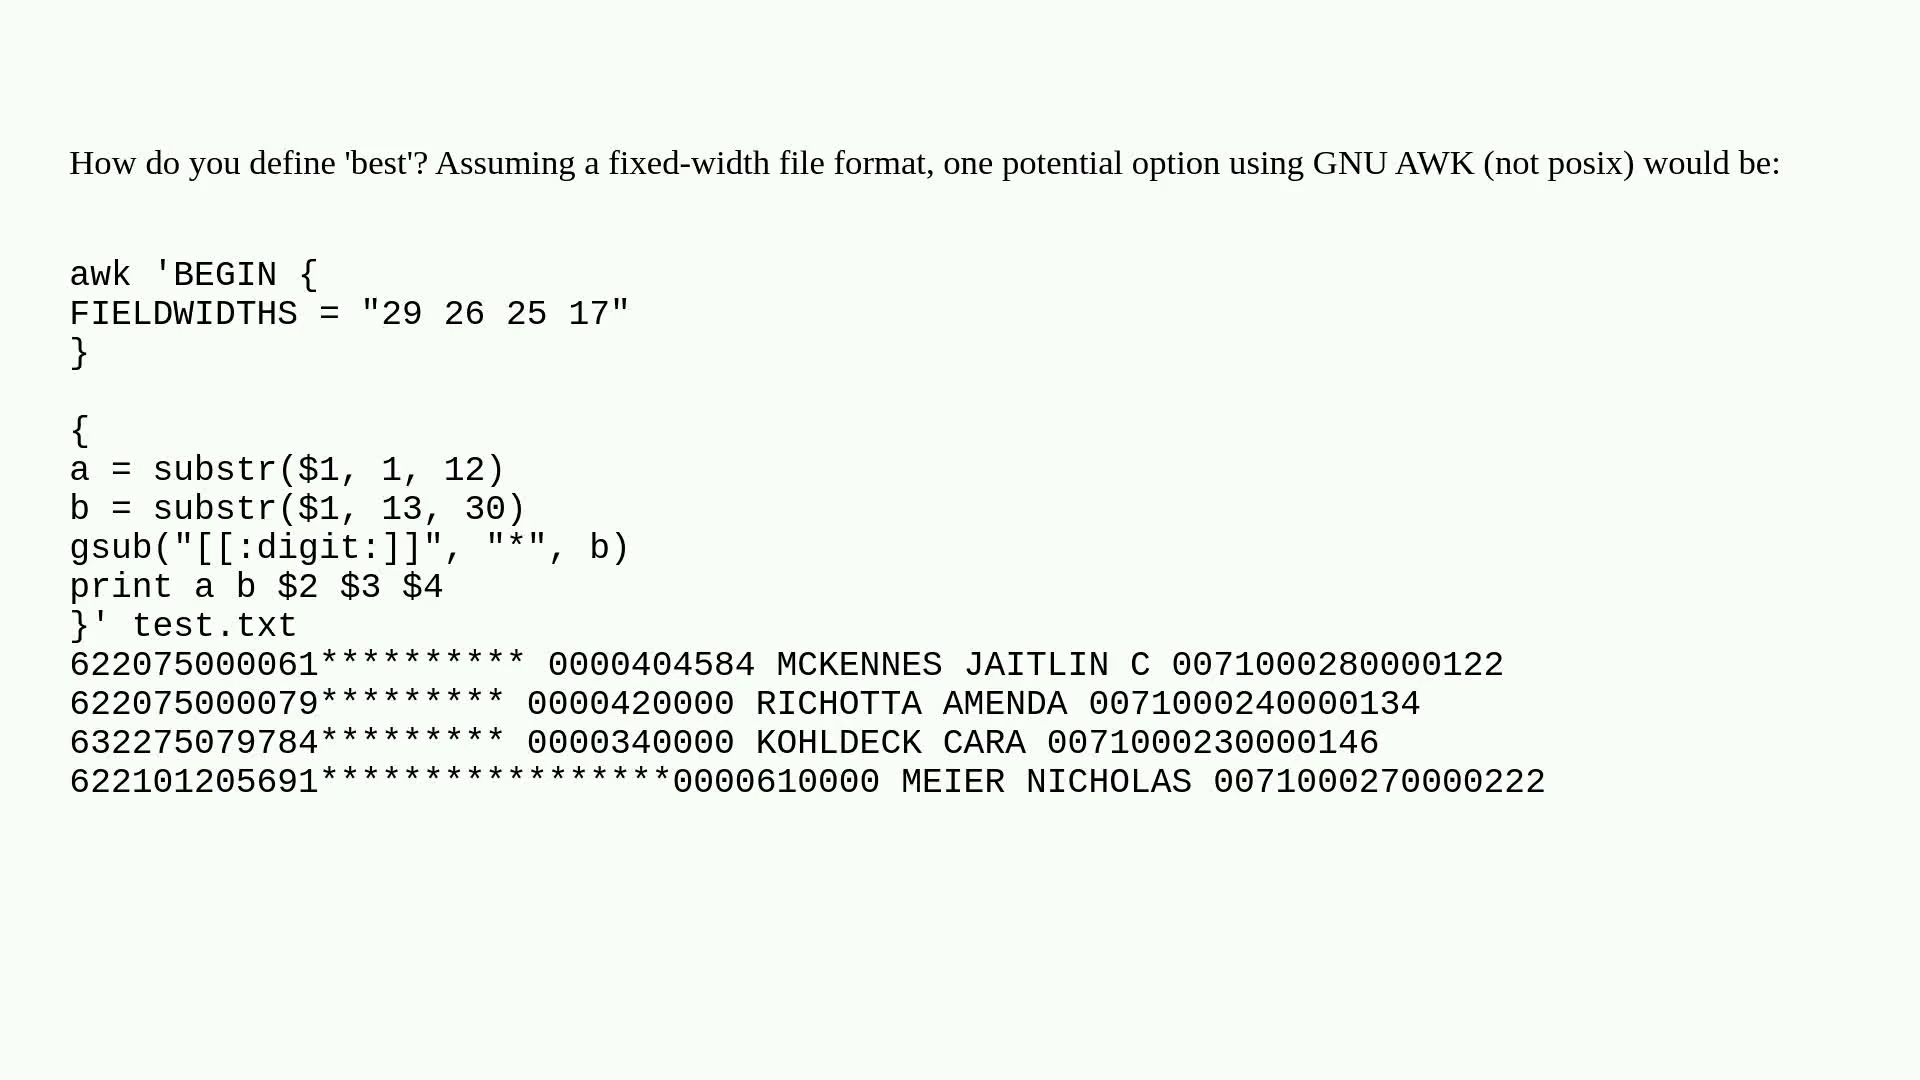 How do you define 'best'? Assuming a fixed-width file format, one potential option using GNU AWK (not posix) would be:
awk 'BEGIN {
FIELDWIDTHS = "29 26 25 17"
}
{
a = substr($1, 1, 12)
b = substr($1, 13, 30)
gsub("[[:digit:]]", "*", b)
print a b $2 $3 $4
}' test.txt
622075000061********** 0000404584 MCKENNES JAITLIN C 0071000280000122
622075000079********* 0000420000 RICHOTTA AMENDA 0071000240000134
632275079784********* 0000340000 KOHLDECK CARA 0071000230000146
622101205691*****************0000610000 MEIER NICHOLAS 0071000270000222